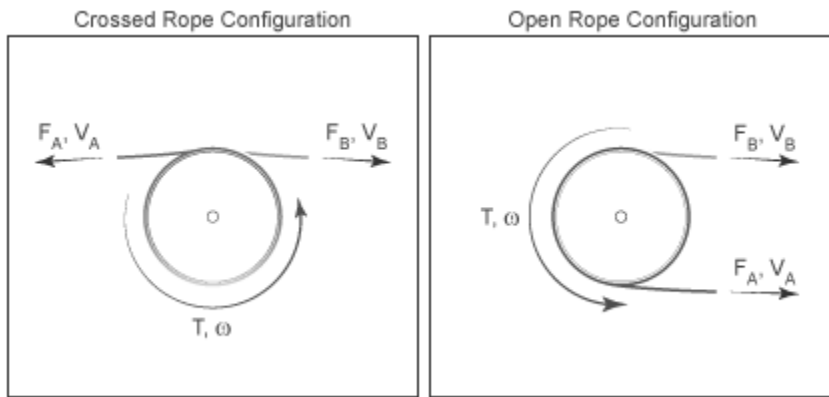 Crossed Rope Configuration
F_A, V_A
F_B, V_B
T, ω
Open Rope Configuration
F_B, V_B
T, ω
F_A, V_A